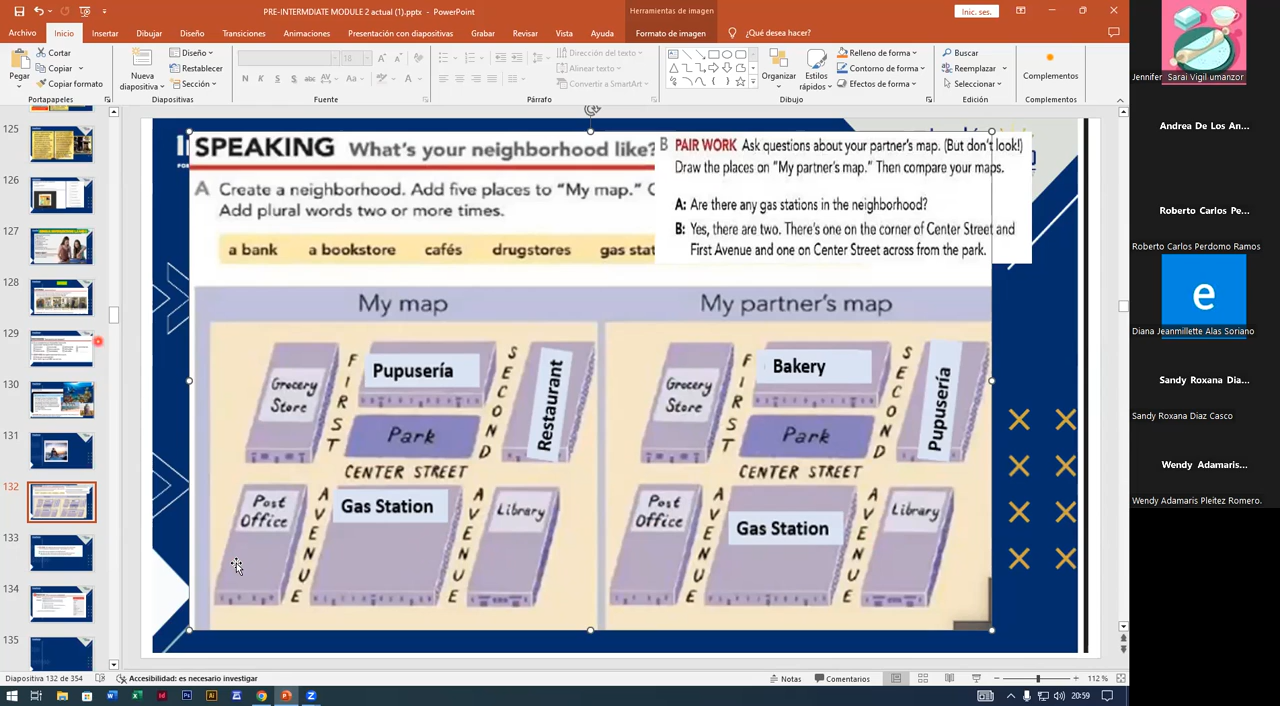 PRE-INTERMDIATE MODULE 2 actual (1).pptx - PowerPoint
Herramientas de imagen
Inic. ses.
Archivo Inicio Insertar Dibujar Diseño Transiciones Animaciones Presentación con diapositivas Grabar Revisar Vista Ayuda Formato de imagen ¿Qué desea hacer?
Pegar
Cortar
Copiar
Copiar formato
Portapapeles
Nueva
diapositiva
Diseño
Restablecer
Sección
Diapositivas
18
N K S S abc AV Aa
Fuente
Párrafo
Dirección del texto
Alinear texto
Convertir a SmartArt
Organizar
Estilos
rápidos
Relleno de forma
Contorno de forma
Efectos de forma
Dibujo
Buscar
Reemplazar
Seleccionar
Edición
Complementos
Complementos
125
126
127
128
129
130
131
132
133
134
135
SPEAKING What's your neighborhood like?
A Create a neighborhood. Add five places to "My map."
Add plural words two or more times.
a bank a bookstore cafés drugstores gas stat
B PAIR WORK Ask questions about your partner's map. (But don't look!)
Draw the places on "My partner's map." Then compare your maps.
A: Are there any gas stations in the neighborhood?
B: Yes, there are two. There's one on the corner of Center Street and
First Avenue and one on Center Street across from the park.
My map
Grocery
Store
FIRST
Pupusería
SECOND
Restaurant
Park
CENTER STREET
Post
Office
AVENUE
Gas Station
AVENUE
Library
My partner's map
Grocery
Store
FIRST
Bakery
SECOND
Pupusería
Park
CENTER STREET
Post
Office
AVENUE
Gas Station
AVENUE
Library
Jennifer Sarai Vigil umanzor
Andrea De Los An...
Roberto Carlos Pe...
Roberto Carlos Perdomo Ramos
e
Diana Jeanmillette Alas Soriano
Sandy Roxana Dia...
Sandy Roxana Diaz Casco
Wendy Adamaris...
Wendy Adamaris Pleitez Romero.
Diapositiva 132 de 354
Accesibilidad: es necesario investigar
Notas
Comentarios
112 %
20:59